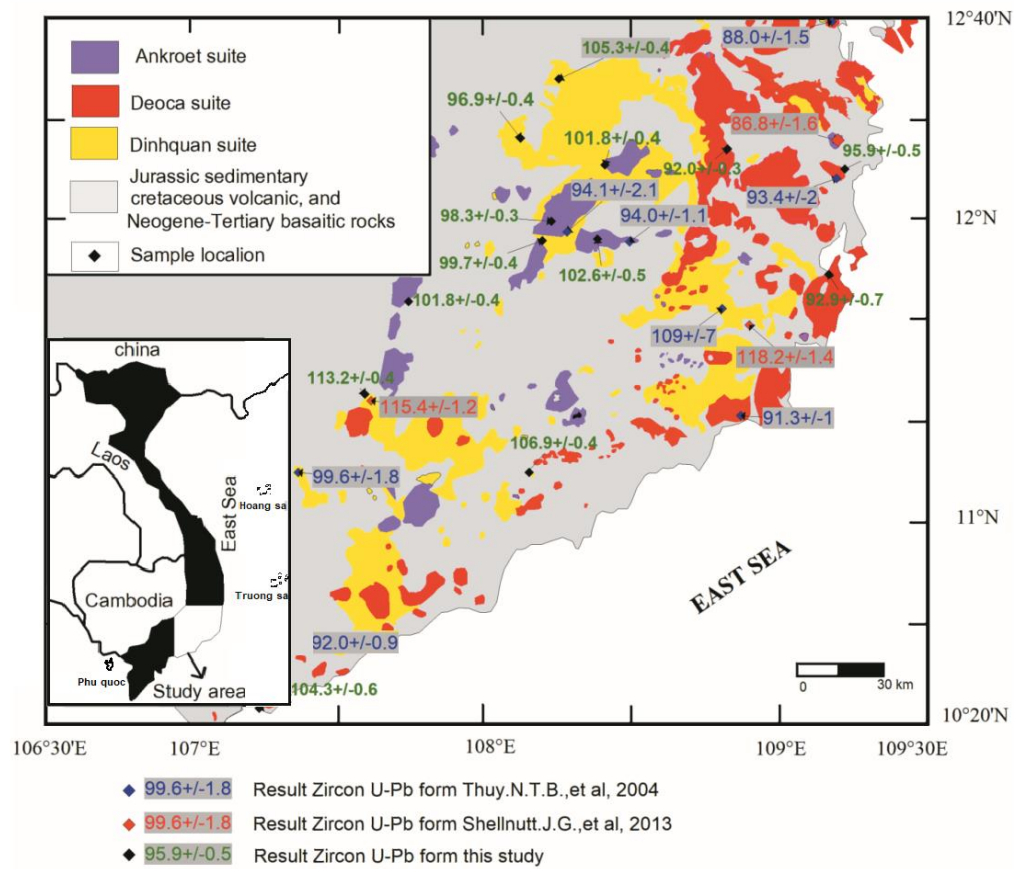 12°40'N
Ankroet suite
Deoca suite
Dinhquan suite
Jurassic sedimentary
cretaceous volcanic, and
Neogene-Tertiary basaitic rocks
Sample localion
88.0+/-1.5
105.3+/-0.4
96.9+/-0.4
101.8+/-0.4
86.8+/-1.6
95.9+/-0.5
92.0+/-0.3
94.1+/-2.1
93.4+/-2
98.3+/-0.3
94.0+/-1.1
12°N
99.7+/-0.4
102.6+/-0.5
101.8+/-0.4
92.9+/-0.7
109+/-7
118.2+/-1.4
113.2+/-0.4
115.4+/-1.2
91.3+/-1
106.9+/-0.4
99.6+/-1.8
11°N
92.0+/-0.9
104.3+/-0.6
EAST SEA
china
Laos
East Sea
Hoang sa
Truong sa
Cambodia
Phu quoc
Study area
0 30 km
10°20'N
106°30'E 107°E 108°E 109°E 109°30'E
99.6+/-1.8 Result Zircon U-Pb form Thuy.N.T.B.,et al, 2004
99.6+/-1.8 Result Zircon U-Pb form Shellnutt.J.G.,et al, 2013
95.9+/-0.5 Result Zircon U-Pb form this study